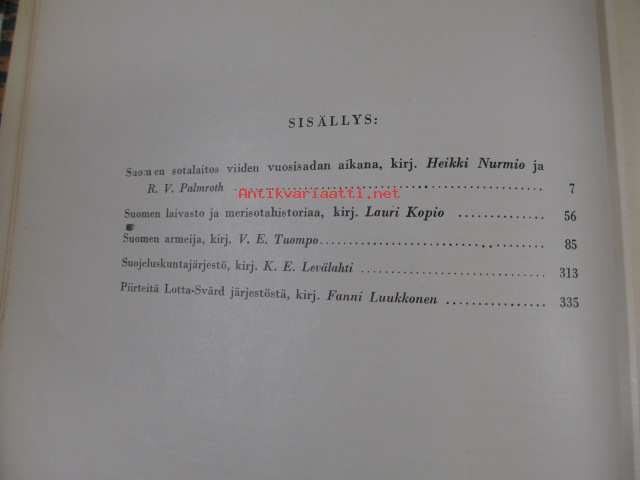 SISÄLLYS:
Suomen sotalaitos viiden vuosisadan aikana, kirj. Heikki Nurmio ja
R. V. Palmroth ........ 7
Antikvariaatti.net
Suomen laivasto ja merisotahistoriaa, kirj. Lauri Kopio ........ 56
Suomen armeija, kirj. V. E. Tuompo ........ 85
Suojeluskuntajärjestö, kirj. K. E. Levälahti ........ 313
Piirteitä Lotta-Svärd järjestöstä, kirj. Fanni Luukkonen ........ 335